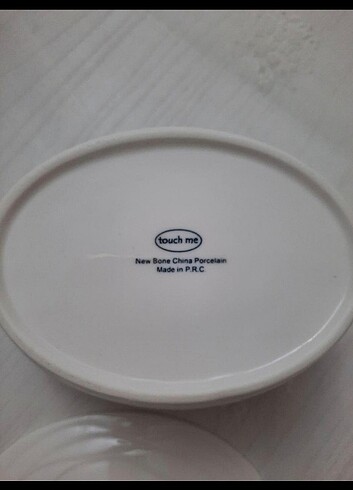 touch me
New Bone China Porcelain
Made in P.R.C.